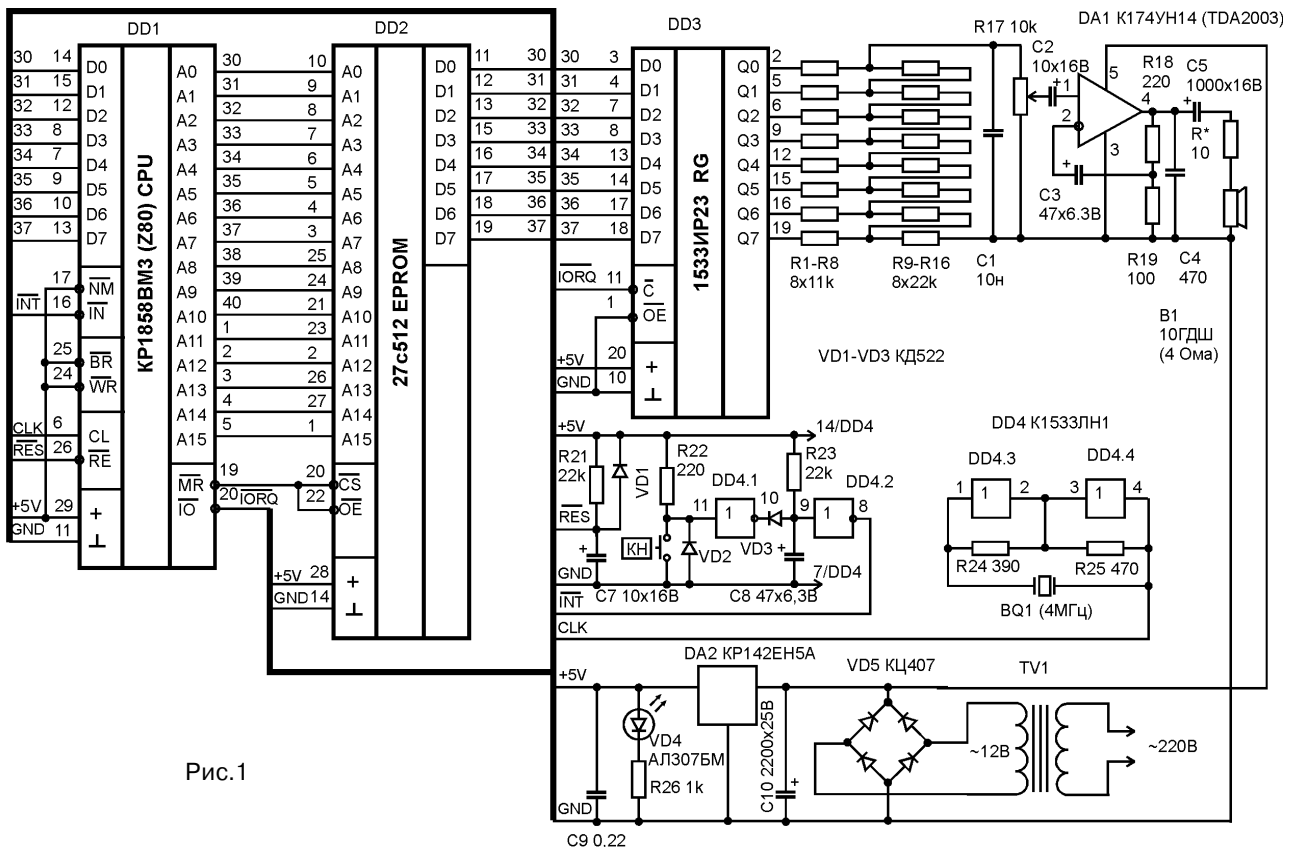 DD1
DD2
DD3
R17 10k
DA1 К174УН14 (TDA2003)
30 14 D0 A0 30 10 A0 D0 11 30 30 3 D0 Q0 2
31 15 D1 A1 31 9 A1 D1 12 31 31 4 D1 Q1 5
32 12 D2 A2 32 8 A2 D2 13 32 32 7 D2 Q2 6
33 8 D3 A3 33 7 A3 D3 15 33 33 8 D3 Q3 9
34 7 D4 A4 34 6 A4 D4 16 34 34 13 D4 Q4 12
35 9 D5 A5 35 5 A5 D5 17 35 35 14 D5 Q5 15
36 10 D6 A6 36 4 A6 D6 18 36 36 17 D6 Q6 16
37 13 D7 A7 37 3 A7 D7 19 37 37 18 D7 Q7 19
A8 38 25 A8
A9 39 24 A9
A10 40 21 A10
A11 1 23 A11
A12 2 2 A12
A13 3 26 A13
A14 4 27 A14
A15 5 1 A15
КР1858ВМ3 (Z80) CPU
27с512 EPROM
1533ИР23 RG
17 NM
INT 16 IN
25 BR
24 WR
CLK 6 CL
RES 26 RE
+5V 29 +
GND 11 ⊥
MR 19 20 CS
IO 20 IORQ 22 OE
+5V 28 +
GND 14 ⊥
IORQ 11 C
1 OE
+5V 20 +
GND 10 ⊥
R1-R8
8x11k
R9-R16
8x22k
C1
10н
C2
10x16В
+ 1
2
5
4
3
R18
220
C5
1000x16В
+
R*
10
+
C3
47x6.3В
R19
100
C4
470
B1
10ГДШ
(4 Ома)
VD1-VD3 КД522
+5V
14/DD4
R21
22k
VD1
R22
220
R23
22k
DD4.1
DD4.2
11 1 10 9 1 8
RES
+
КН
VD2
VD3 +
GND
7/DD4
C7 10x16В
C8 47x6,3В
INT
CLK
DD4 К1533ЛН1
DD4.3
DD4.4
1 1 2 3 1 4
R24 390
R25 470
BQ1 (4МГц)
+5V
DA2 КР142ЕН5А
VD5 КЦ407
TV1
VD4
АЛ307БМ
R26 1k
C10 2200x25В
+
~12В
~220В
GND
C9 0.22
Рис.1